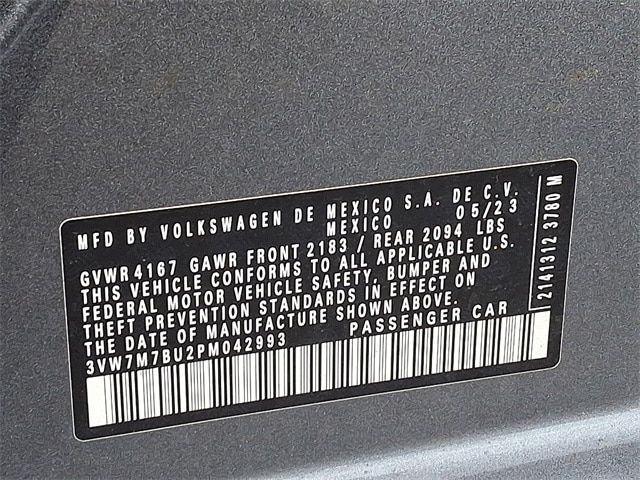 MFD BY VOLKSWAGEN DE MEXICO S.A. DE C.V.
MEXICO 05/23
GVWR 4167 GAWR FRONT 2183 / REAR 2094 LBS
THIS VEHICLE CONFORMS TO ALL APPLICABLE U.S.
FEDERAL MOTOR VEHICLE SAFETY, BUMPER AND
THEFT PREVENTION STANDARDS IN EFFECT ON
THE DATE OF MANUFACTURE SHOWN ABOVE.
3VW7M7BU2PM042993 PASSENGER CAR
2141312 3780 M